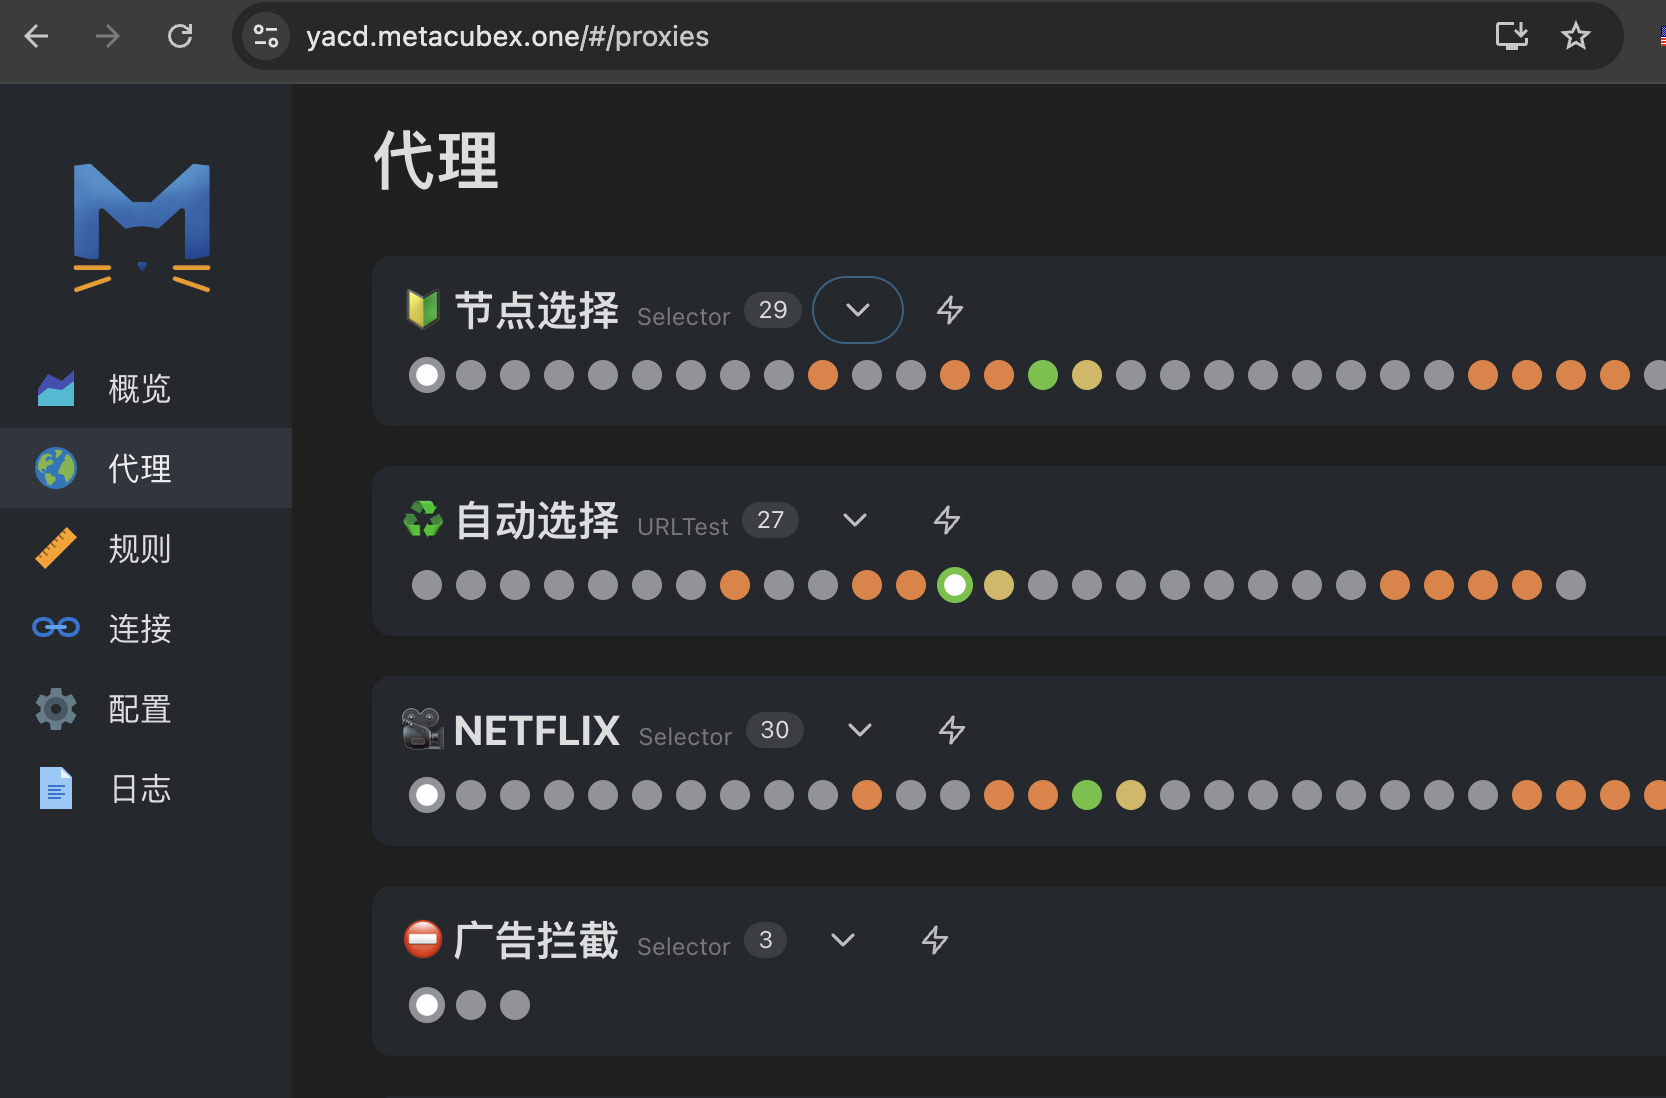 yacd.metacubex.one/#/proxies
代理
概览
代理
规则
连接
配置
日志
节点选择 Selector 29
自动选择 URLTest 27
NETFLIX Selector 30
广告拦截 Selector 3